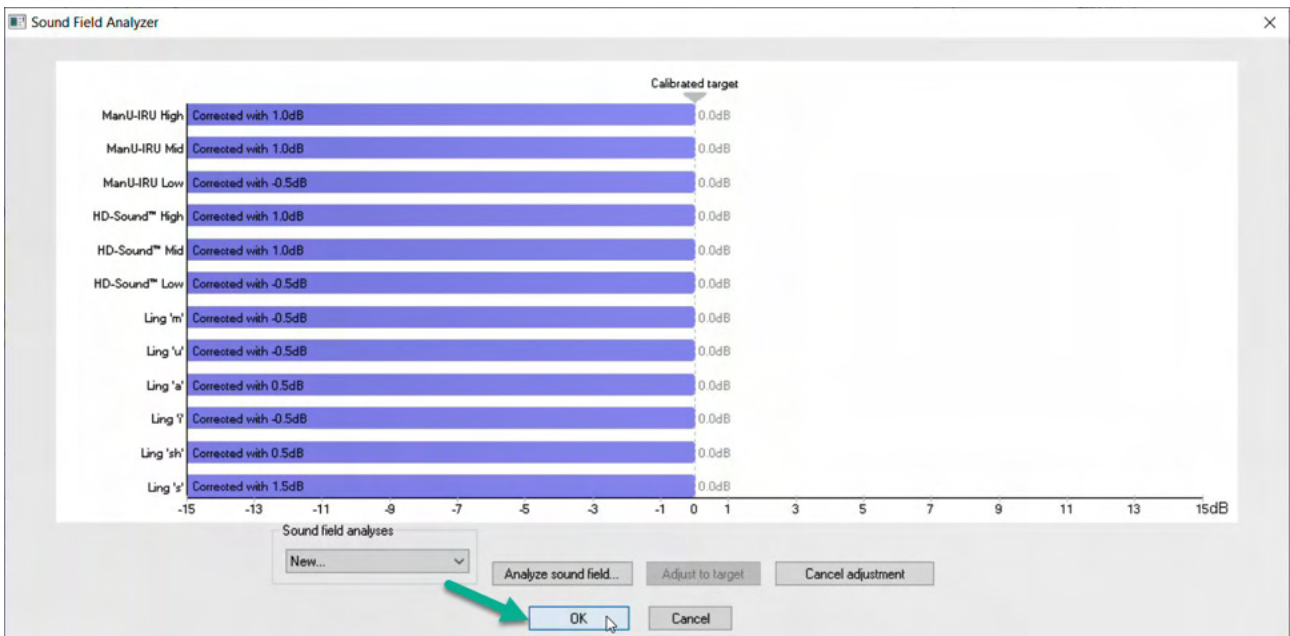 Sound Field Analyzer
Calibrated target
ManU-IRU High Corrected with 1.0dB 0.0dB
ManU-IRU Mid Corrected with 1.0dB 0.0dB
ManU-IRU Low Corrected with -0.5dB 0.0dB
HD-Sound™ High Corrected with 1.0dB 0.0dB
HD-Sound™ Mid Corrected with 1.0dB 0.0dB
HD-Sound™ Low Corrected with -0.5dB 0.0dB
Ling 'm' Corrected with -0.5dB 0.0dB
Ling 'u' Corrected with -0.5dB 0.0dB
Ling 'a' Corrected with 0.5dB 0.0dB
Ling 'i' Corrected with -0.5dB 0.0dB
Ling 'sh' Corrected with 0.5dB 0.0dB
Ling 's' Corrected with 1.5dB 0.0dB
-15 -13 -11 -9 -7 -5 -3 -1 0 1 3 5 7 9 11 13 15dB
Sound field analyses
New... Analyze sound field... Adjust to target Cancel adjustment
OK Cancel